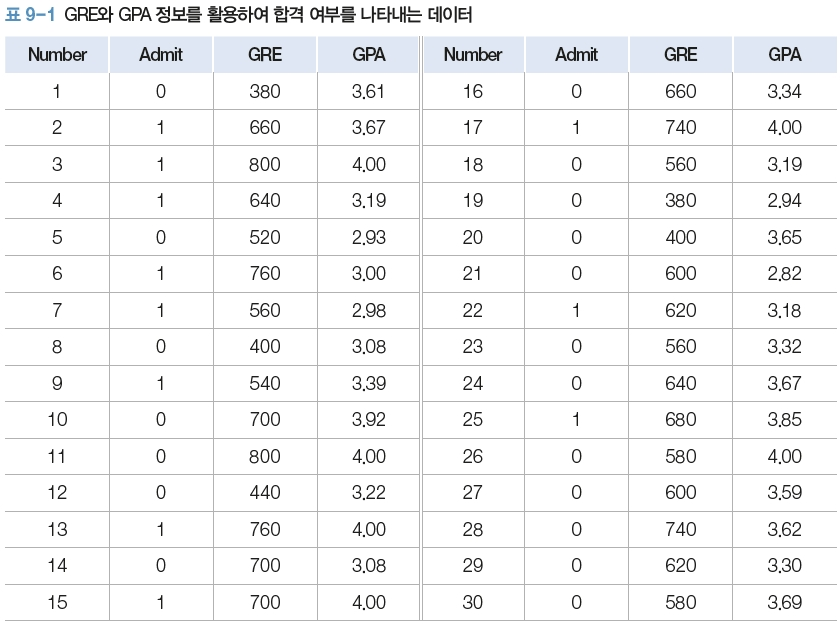 표 9-1 GRE와 GPA 정보를 활용하여 합격 여부를 나타내는 데이터
Number Admit GRE GPA Number Admit GRE GPA
1 0 380 3.61 16 0 660 3.34
2 1 660 3.67 17 1 740 4.00
3 1 800 4.00 18 0 560 3.19
4 1 640 3.19 19 0 380 2.94
5 0 520 2.93 20 0 400 3.65
6 1 760 3.00 21 0 600 2.82
7 1 560 2.98 22 1 620 3.18
8 0 400 3.08 23 0 560 3.32
9 1 540 3.39 24 0 640 3.67
10 0 700 3.92 25 1 680 3.85
11 0 800 4.00 26 0 580 4.00
12 0 440 3.22 27 0 600 3.59
13 1 760 4.00 28 0 740 3.62
14 0 700 3.08 29 0 620 3.30
15 1 700 4.00 30 0 580 3.69